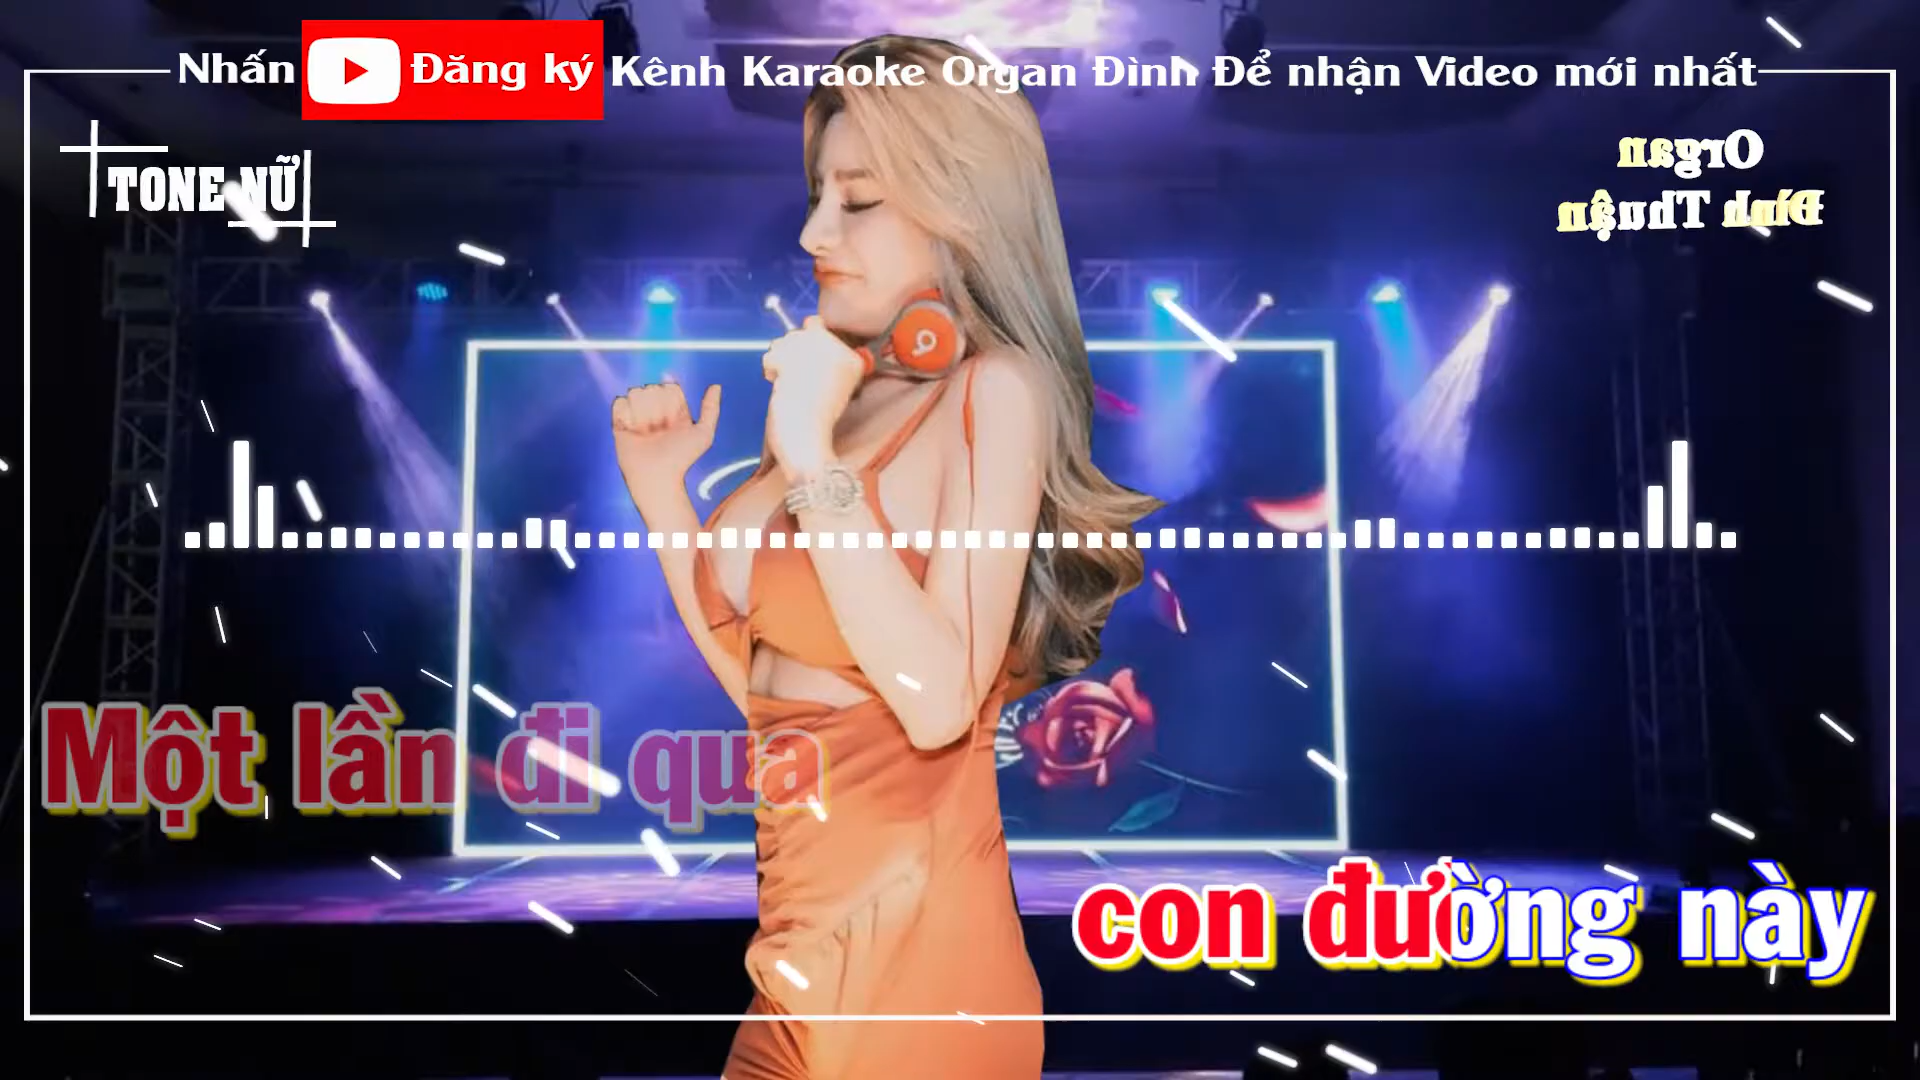 Nhấn Đăng ký Kênh Karaoke Organ Đình Để nhận Video mới nhất
TONE NỮ
Organ
Đình Thuận
Một lần đi qua
con đường này